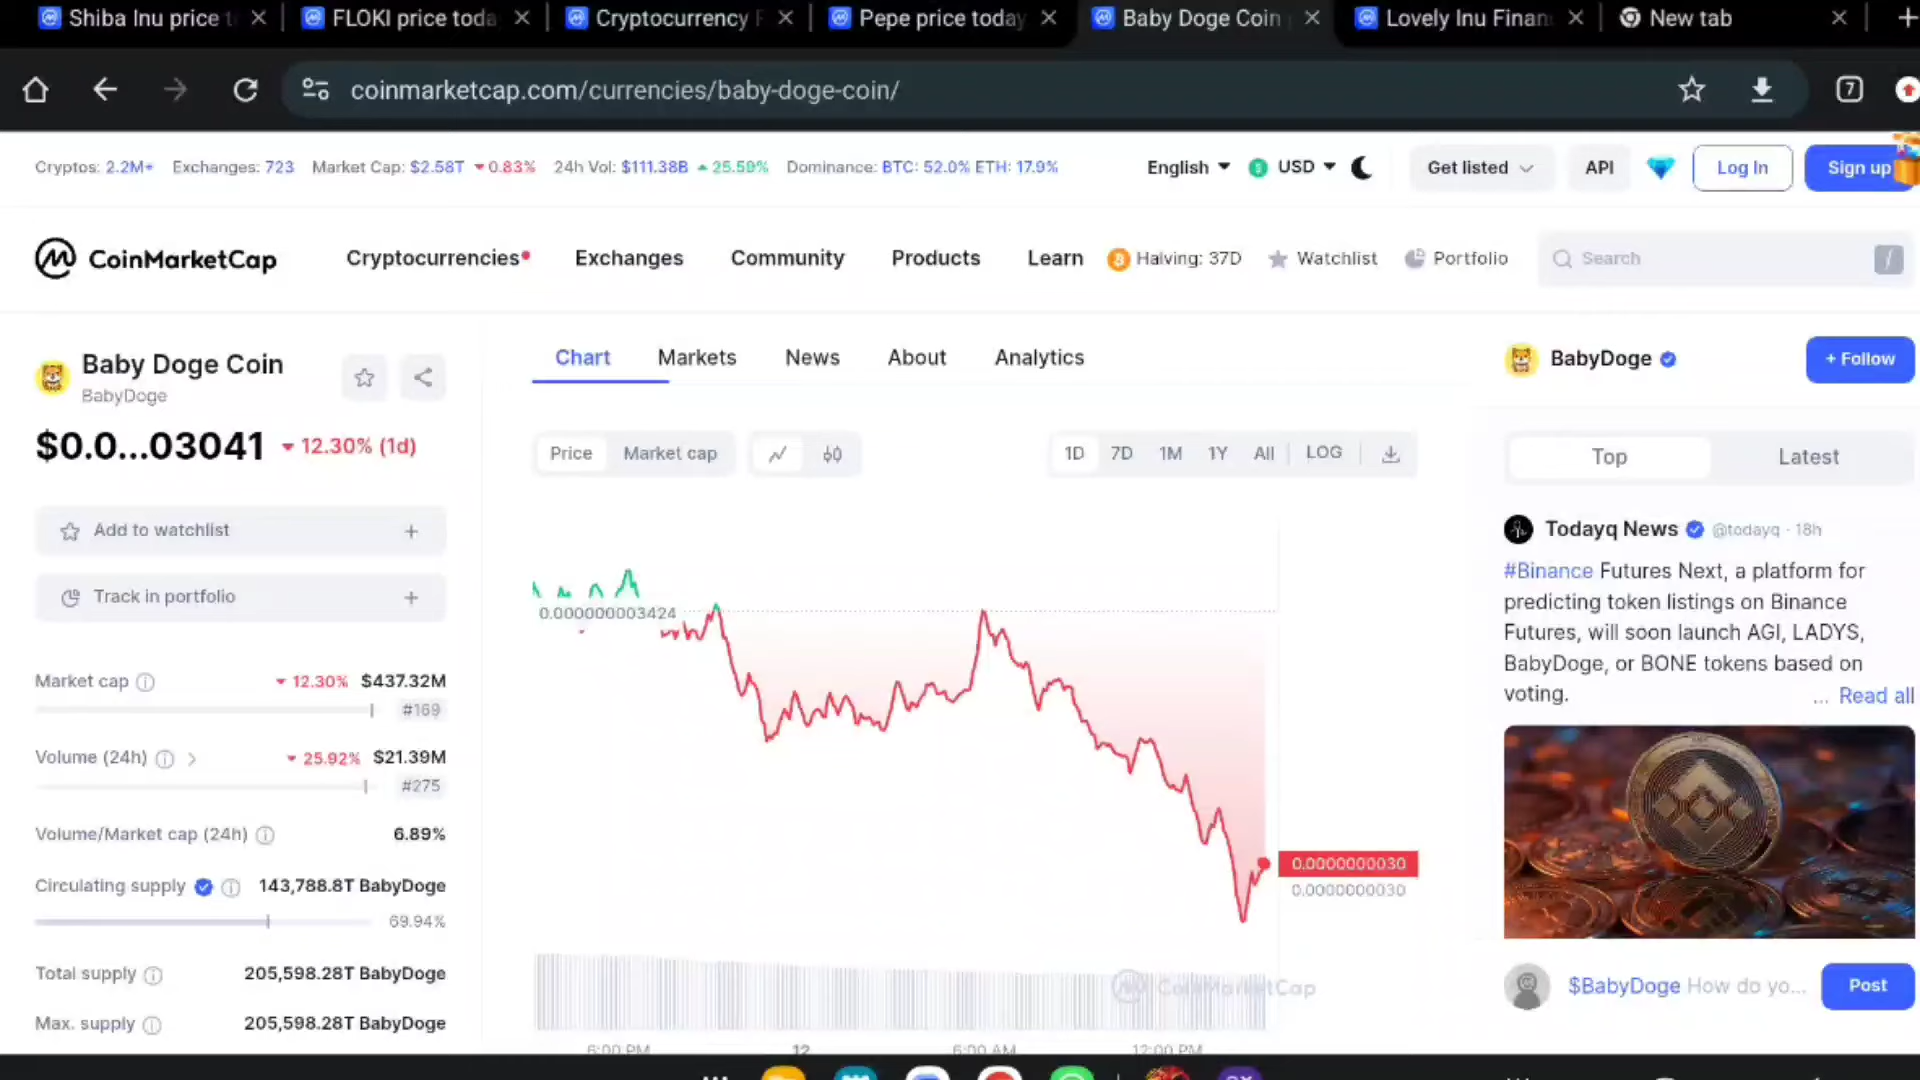 Shiba Inu price t
FLOKI price toda
Cryptocurrency P
Pepe price today
Baby Doge Coin
Lovely Inu Finan
New tab
coinmarketcap.com/currencies/baby-doge-coin/
7
Cryptos: 2.2M+ Exchanges: 723 Market Cap: $2.58T 0.83% 24h Vol: $111.38B 25.59% Dominance: BTC: 52.0% ETH: 17.9%
English USD Get listed API Log In Sign up
CoinMarketCap
Cryptocurrencies Exchanges Community Products Learn Halving: 37D Watchlist Portfolio Search /
Baby Doge Coin
BabyDoge
$0.0...03041 12.30% (1d)
Add to watchlist +
Track in portfolio +
Market cap 12.30% $437.32M
#169
Volume (24h) 25.92% $21.39M
#275
Volume/Market cap (24h) 6.89%
Circulating supply 143,788.8T BabyDoge
69.94%
Total supply 205,598.28T BabyDoge
Max. supply 205,598.28T BabyDoge
Chart Markets News About Analytics
Price Market cap
1D 7D 1M 1Y All LOG
0.000000003424
0.0000000030
0.0000000030
CoinMarketCap
6:00 PM 12 6:00 AM 12:00 PM
BabyDoge + Follow
Top Latest
Todayq News @todayq · 18h
#Binance Futures Next, a platform for
predicting token listings on Binance
Futures, will soon launch AGI, LADYS,
BabyDoge, or BONE tokens based on
voting. ... Read all
$BabyDoge How do yo... Post